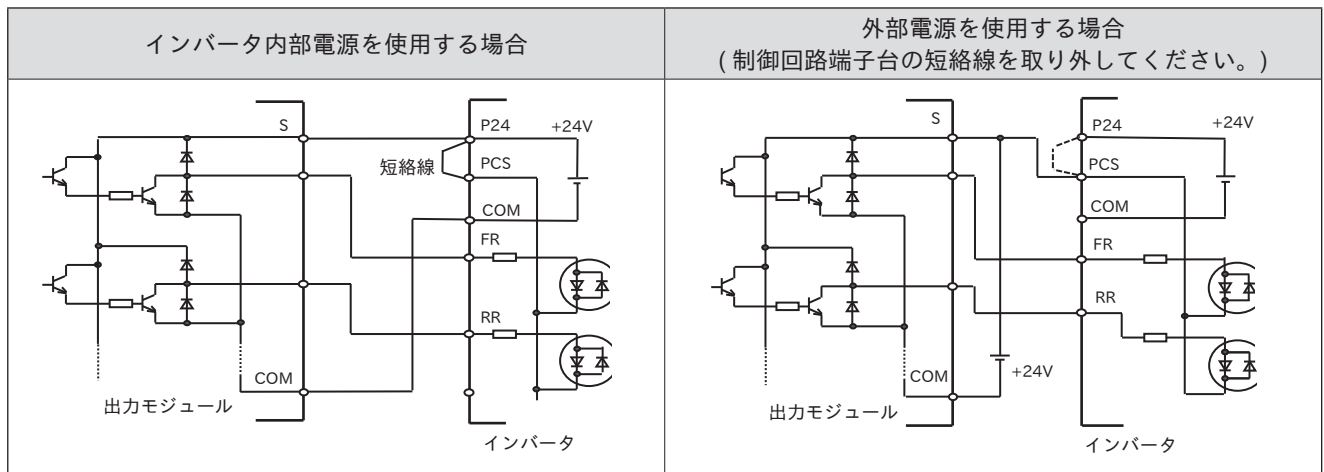 インバータ内部電源を使用する場合
外部電源を使用する場合
( 制御回路端子台の短絡線を取り外してください。)
S
P24
+24V
短絡線
PCS
COM
FR
RR
COM
出力モジュール
インバータ
S
P24
+24V
PCS
COM
FR
RR
COM
+24V
出力モジュール
インバータ